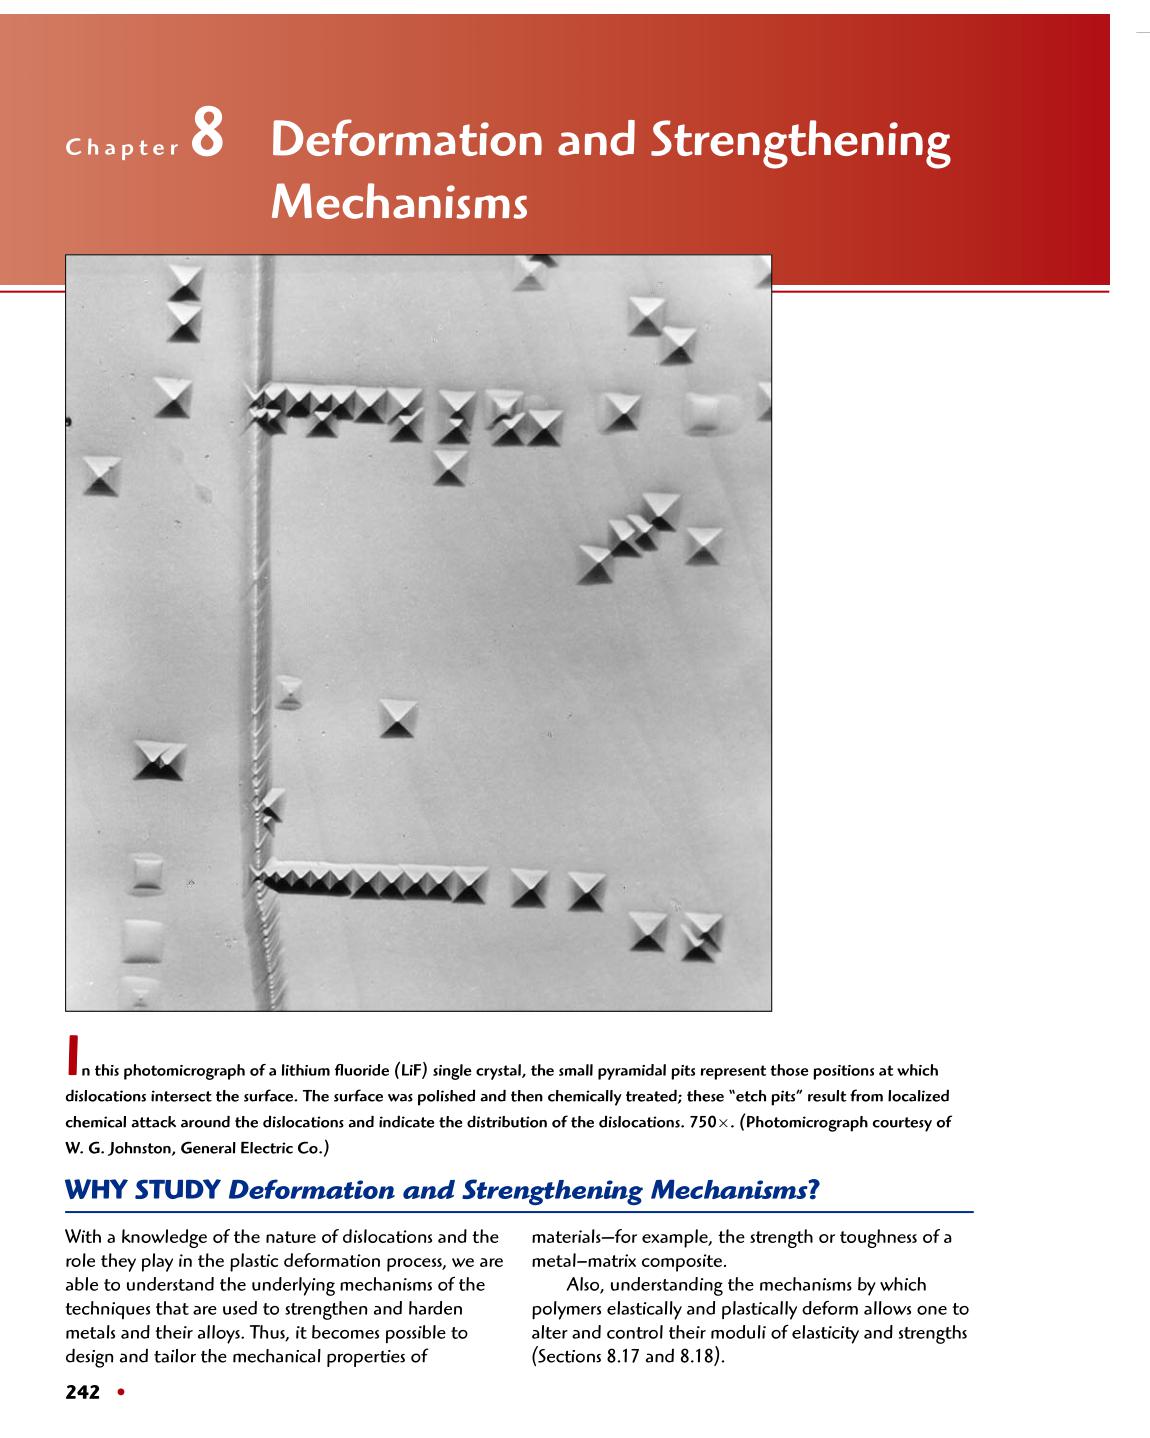 Chapter 8 Deformation and Strengthening
Mechanisms
In this photomicrograph of a lithium fluoride (LiF) single crystal, the small pyramidal pits represent those positions at which
dislocations intersect the surface. The surface was polished and then chemically treated; these “etch pits” result from localized
chemical attack around the dislocations and indicate the distribution of the dislocations. 750×. (Photomicrograph courtesy of
W. G. Johnston, General Electric Co.)
WHY STUDY Deformation and Strengthening Mechanisms?
With a knowledge of the nature of dislocations and the
role they play in the plastic deformation process, we are
able to understand the underlying mechanisms of the
techniques that are used to strengthen and harden
metals and their alloys. Thus, it becomes possible to
design and tailor the mechanical properties of
materials—for example, the strength or toughness of a
metal–matrix composite.
Also, understanding the mechanisms by which
polymers elastically and plastically deform allows one to
alter and control their moduli of elasticity and strengths
(Sections 8.17 and 8.18).
242 •